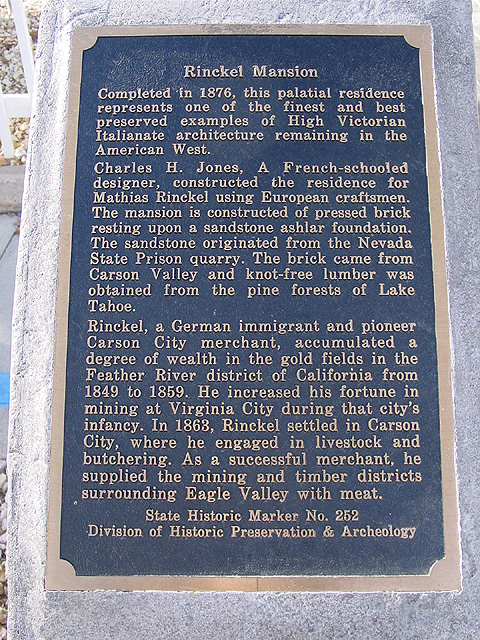 Rinckel Mansion
Completed in 1876, this palatial residence
represents one of the finest and best
preserved examples of High Victorian
Italianate architecture remaining in the
American West.
Charles H. Jones, A French-schooled
designer, constructed the residence for
Mathias Rinckel using European craftsmen.
The mansion is constructed of pressed brick
resting upon a sandstone ashlar foundation.
The sandstone originated from the Nevada
State Prison quarry. The brick came from
Carson Valley and knot-free lumber was
obtained from the pine forests of Lake
Tahoe.
Rinckel, a German immigrant and pioneer
Carson City merchant, accumulated a
degree of wealth in the gold fields in the
Feather River district of California from
1849 to 1859. He increased his fortune in
mining at Virginia City during that city's
infancy. In 1863, Rinckel settled in Carson
City, where he engaged in livestock and
butchering. As a successful merchant, he
supplied the mining and timber districts
surrounding Eagle Valley with meat.
State Historic Marker No. 252
Division of Historic Preservation & Archeology